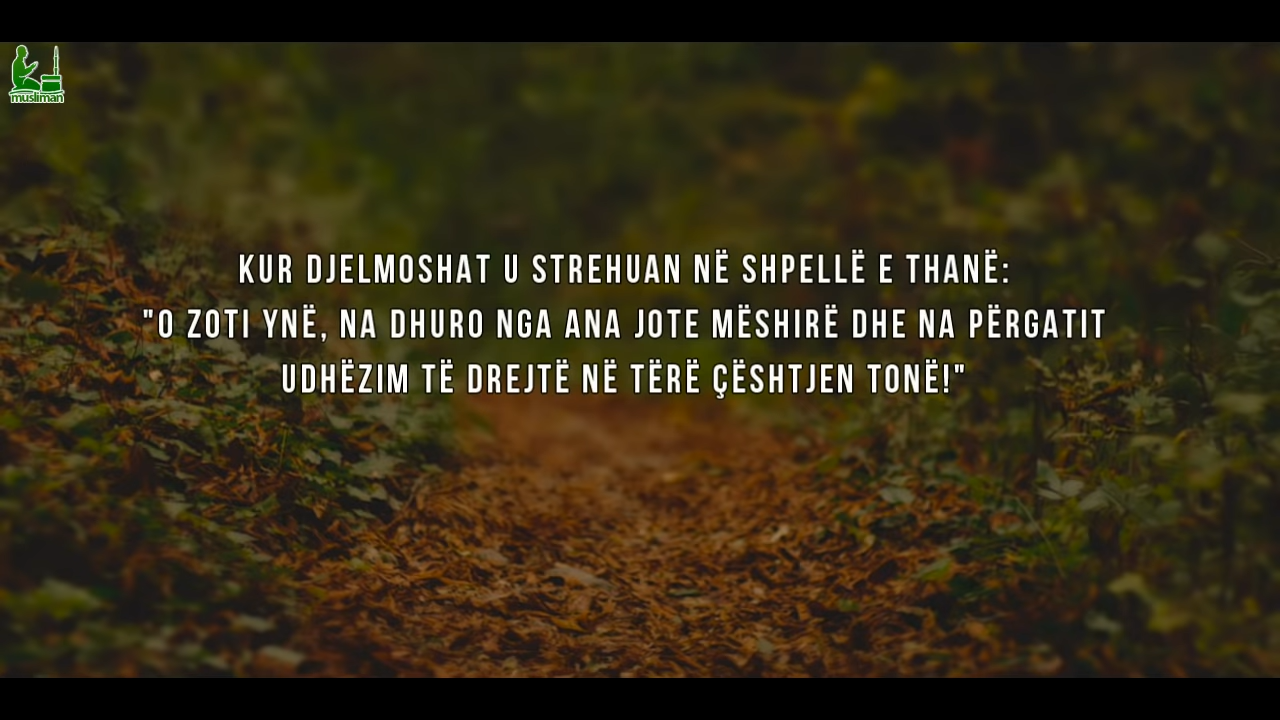 musliman
KUR DJELMOSHAT U STREHUAN NË SHPELLË E THANË:
"O ZOTI YNË, NA DHURO NGA ANA JOTE MËSHIRË DHE NA PËRGATIT
UDHËZIM TË DREJTË NË TËRË ÇËSHTJEN TONË!"